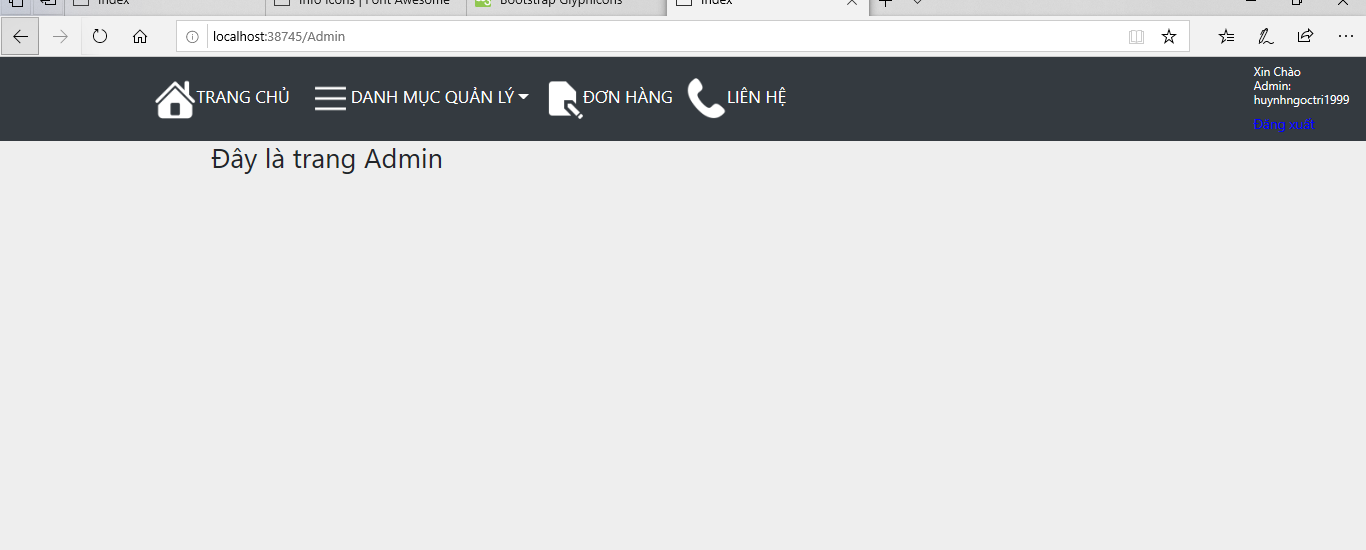 Index
Info Icons | Font Awesome
Bootstrap Glyphicons
Index
localhost:38745/Admin
TRANG CHỦ
DANH MỤC QUẢN LÝ
ĐƠN HÀNG
LIÊN HỆ
Xin Chào
Admin:
huynhngoctri1999
Đăng xuất
Đây là trang Admin